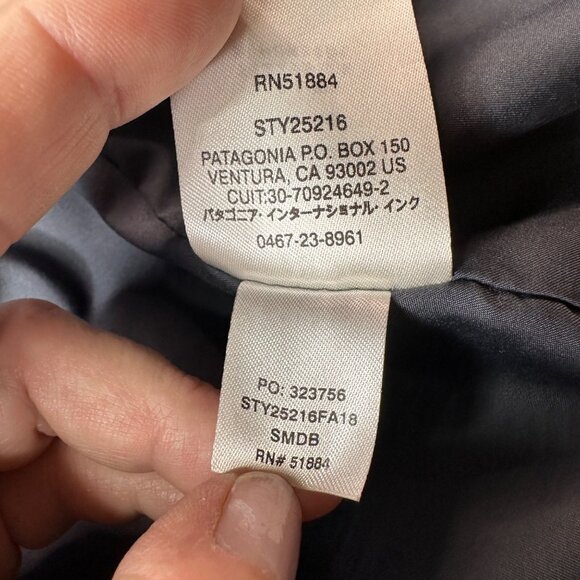 RN51884
STY25216
PATAGONIA P.O. BOX 150
VENTURA, CA 93002 US
CUIT:30-70924649-2
パタゴニア・インターナショナル・インク
0467-23-8961
PO: 323756
STY25216FA18
SMDB
RN# 51884